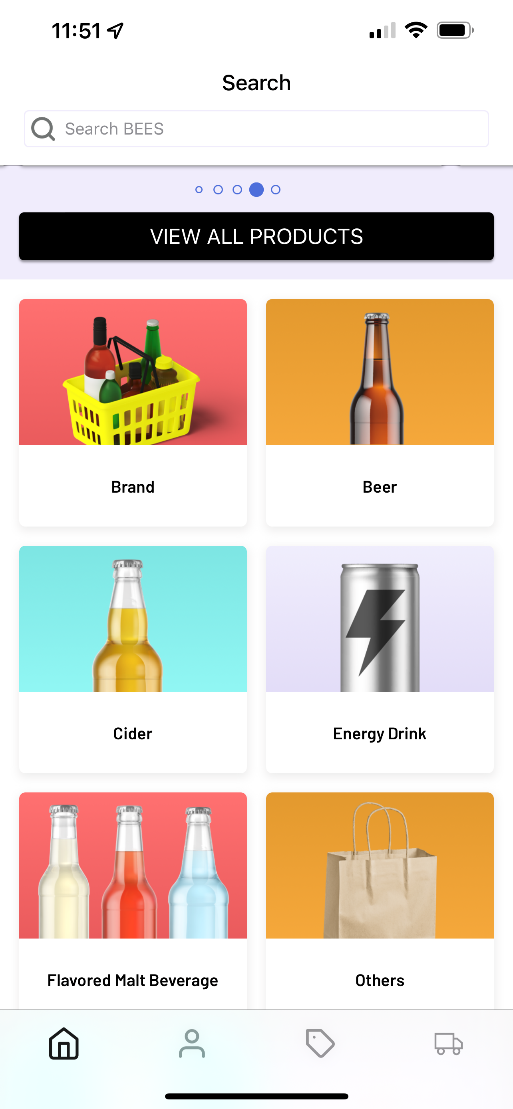 11:51
Search
Search BEES
VIEW ALL PRODUCTS
Brand
Beer
Cider
Energy Drink
Flavored Malt Beverage
Others